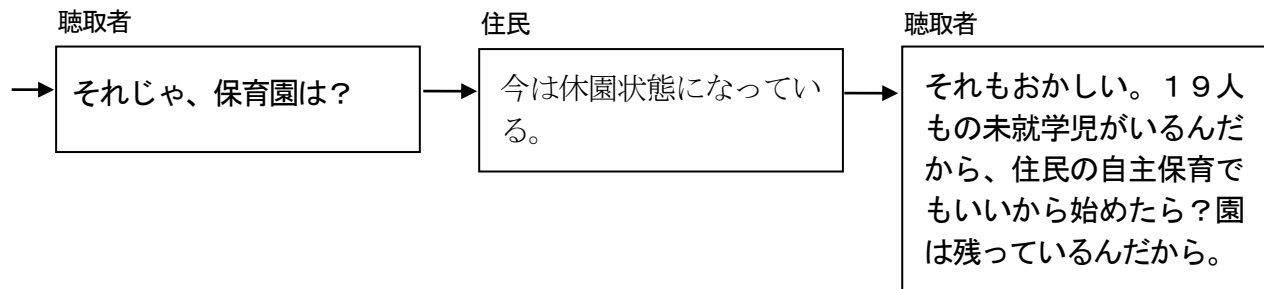 聴取者
それじゃ、保育園は？
住民
今は休園状態になってい
る。
聴取者
それもおかしい。１９人
もの未就学児がいるんだ
から、住民の自主保育で
もいいから始めたら？園
は残っているんだから。